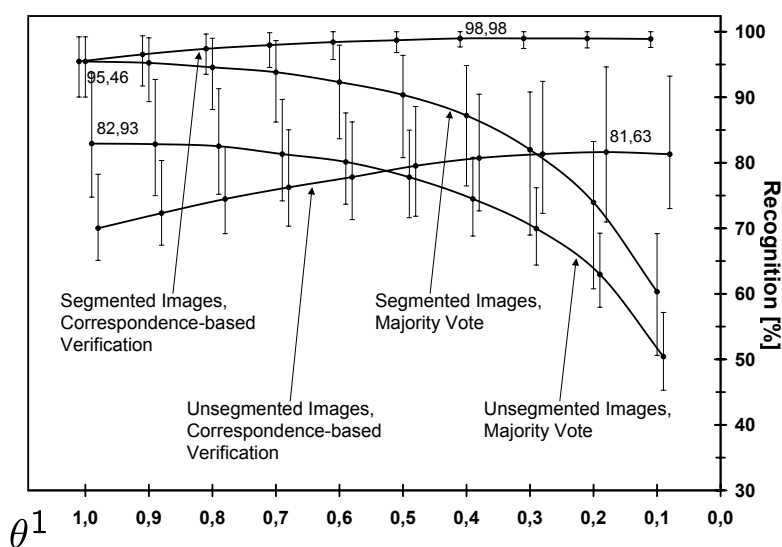 98,98
100
95,46
90
82,93
81,63
80
70
Segmented Images,
Correspondence-based
Verification
Segmented Images,
Majority Vote
60
50
Unsegmented Images,
Correspondence-based
Verification
Unsegmented Images,
Majority Vote
40
30
Recognition [%]
θ¹ 1,0 0,9 0,8 0,7 0,6 0,5 0,4 0,3 0,2 0,1 0,0